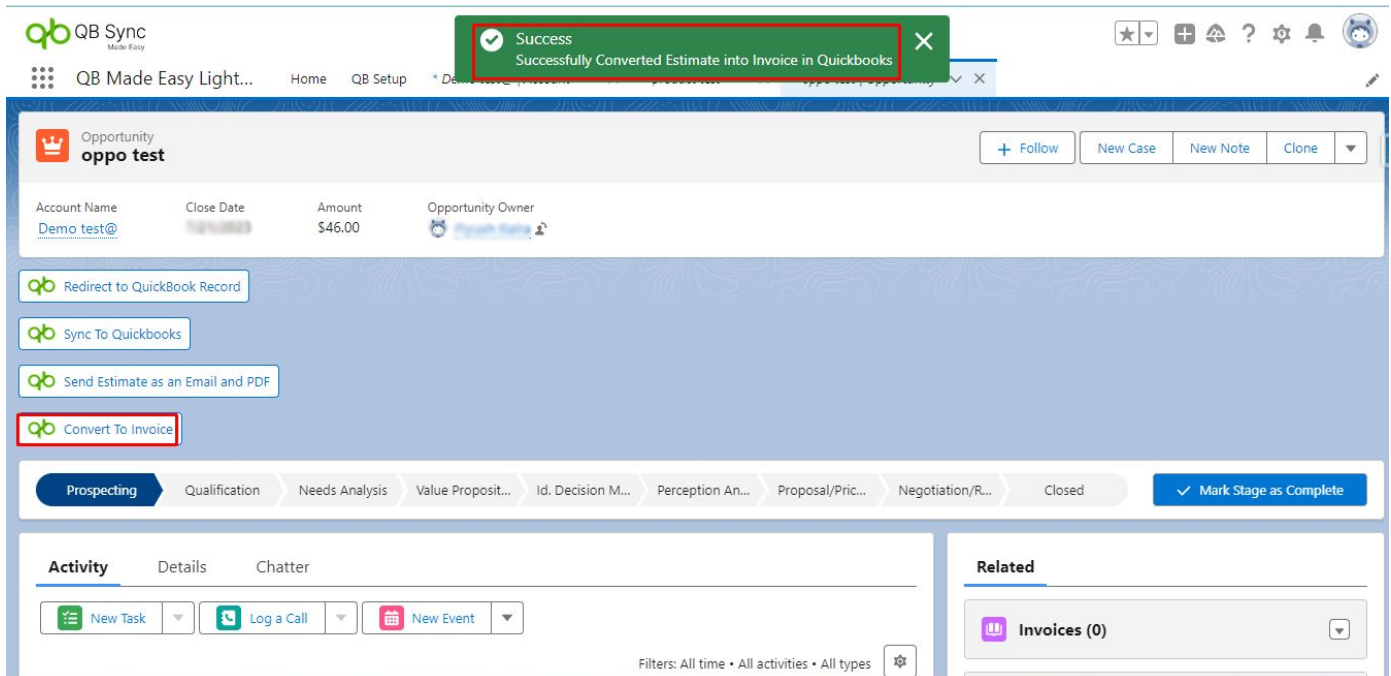 QB Sync
Made Easy
Success
Successfully Converted Estimate into Invoice in Quickbooks
QB Made Easy Light...
Home
QB Setup
Opportunity
oppo test
Follow
New Case
New Note
Clone
Account Name
Close Date
Amount
Opportunity Owner
Demo test@
$46.00
Redirect to QuickBook Record
Sync To Quickbooks
Send Estimate as an Email and PDF
Convert To Invoice
Prospecting
Qualification
Needs Analysis
Value Proposit...
Id. Decision M...
Perception An...
Proposal/Pric...
Negotiation/R...
Closed
Mark Stage as Complete
Activity
Details
Chatter
Related
New Task
Log a Call
New Event
Invoices (0)
Filters: All time • All activities • All types